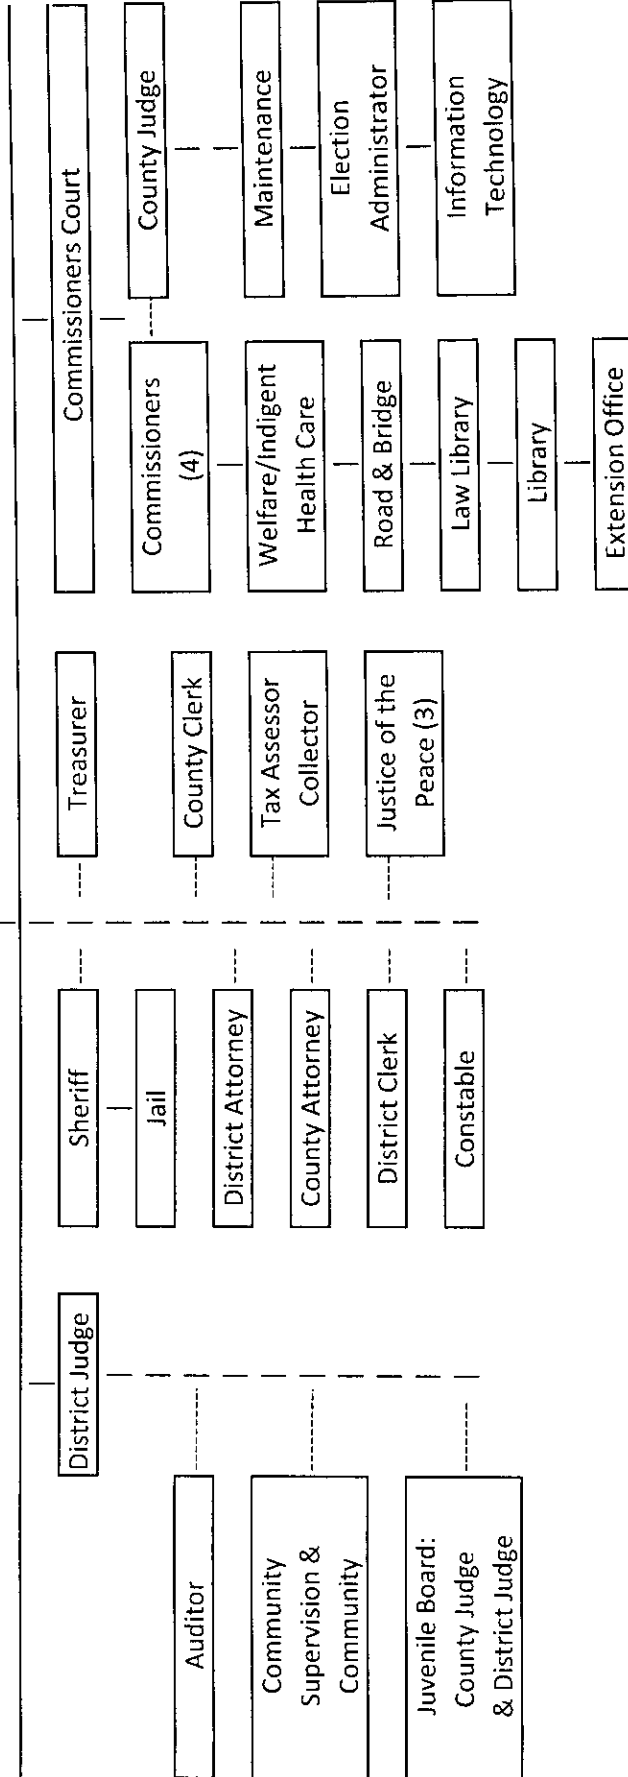 District Judge
Auditor
Community
Supervision &
Community
Juvenile Board:
County Judge
& District Judge
Sheriff
Jail
District Attorney
County Attorney
District Clerk
Constable
Treasurer
County Clerk
Tax Assessor
Collector
Justice of the
Peace (3)
Commissioners Court
Commissioners
(4)
Welfare/Indigent
Health Care
Road & Bridge
Law Library
Library
Extension Office
County Judge
Maintenance
Election
Administrator
Information
Technology